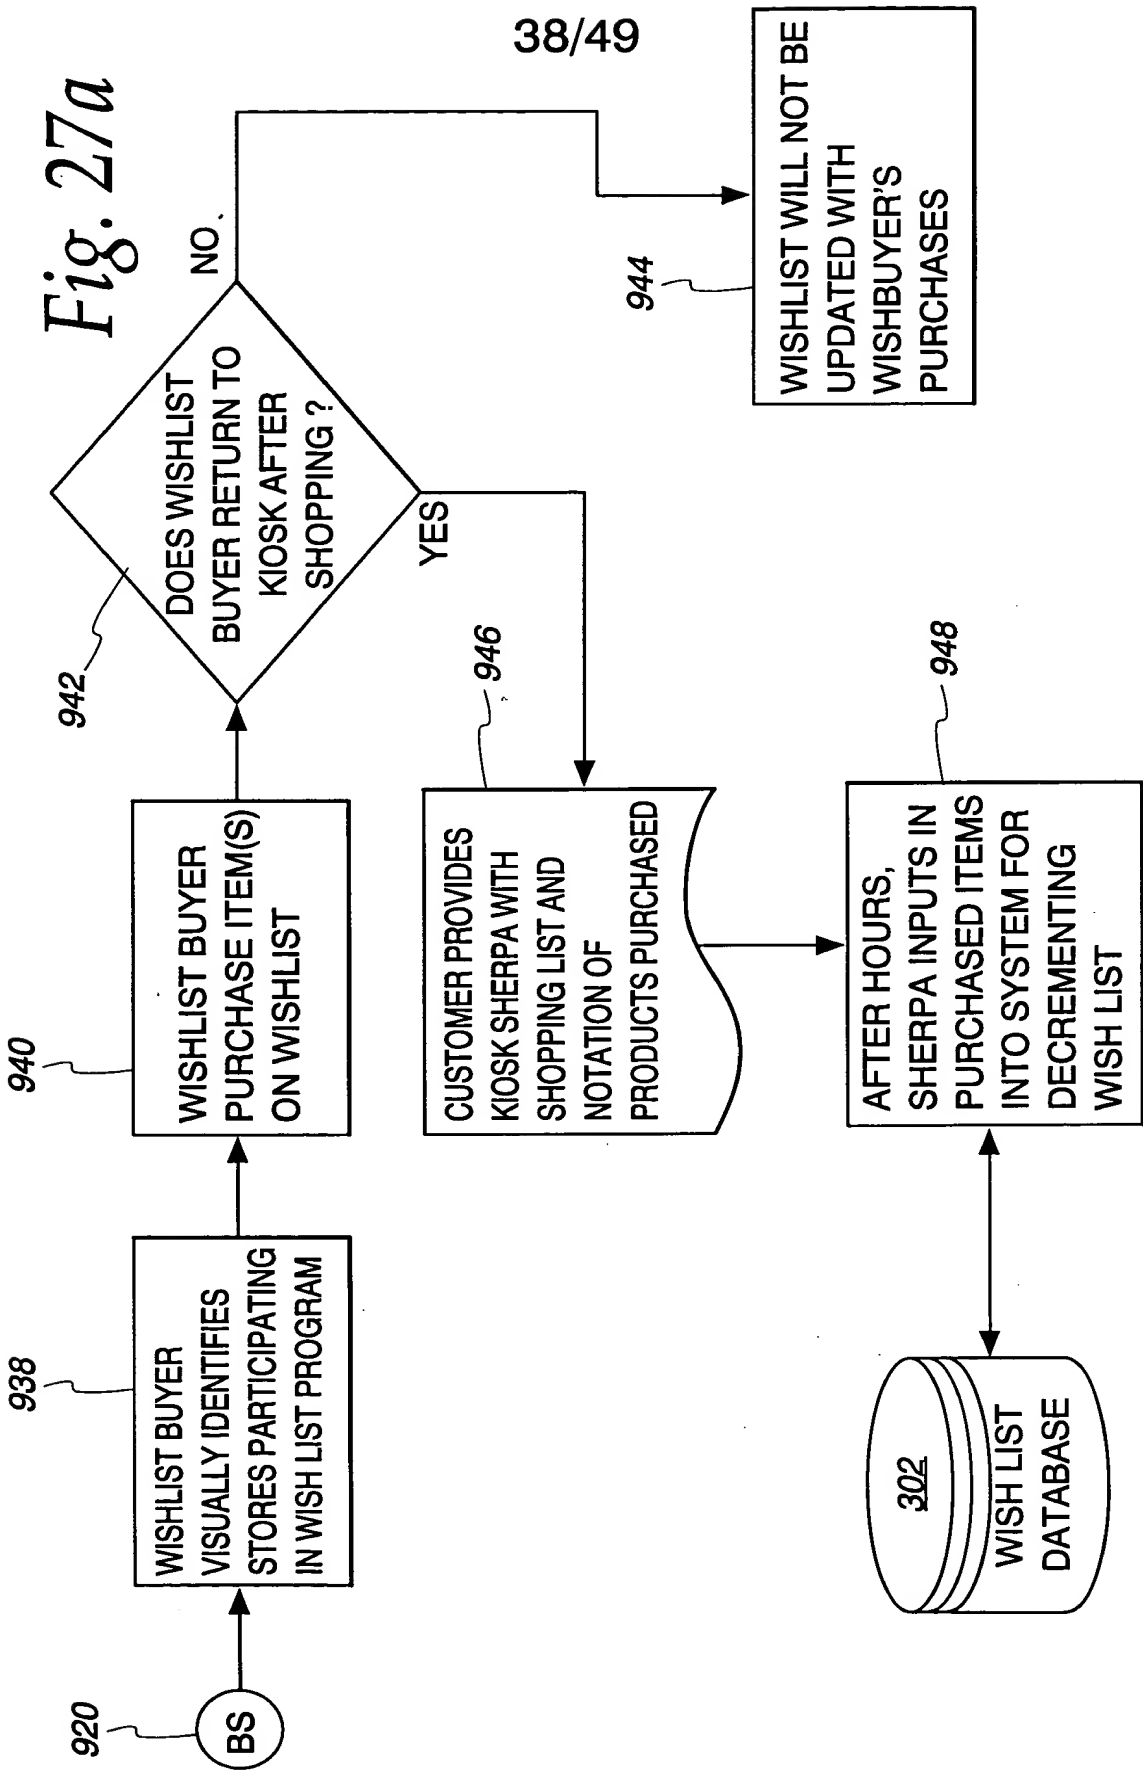 38/49
Fig. 27a
920
BS
938
WISHLIST BUYER
VISUALLY IDENTIFIES
STORES PARTICIPATING
IN WISH LIST PROGRAM
940
WISHLIST BUYER
PURCHASE ITEM(S)
ON WISHLIST
942
DOES WISHLIST
BUYER RETURN TO
KIOSK AFTER
SHOPPING ?
NO
YES
944
WISHLIST WILL NOT BE
UPDATED WITH
WISHBUYER'S
PURCHASES
946
CUSTOMER PROVIDES
KIOSK SHERPA WITH
SHOPPING LIST AND
NOTATION OF
PRODUCTS PURCHASED
948
AFTER HOURS,
SHERPA INPUTS IN
PURCHASED ITEMS
INTO SYSTEM FOR
DECREMENTING
WISH LIST
302
WISH LIST
DATABASE